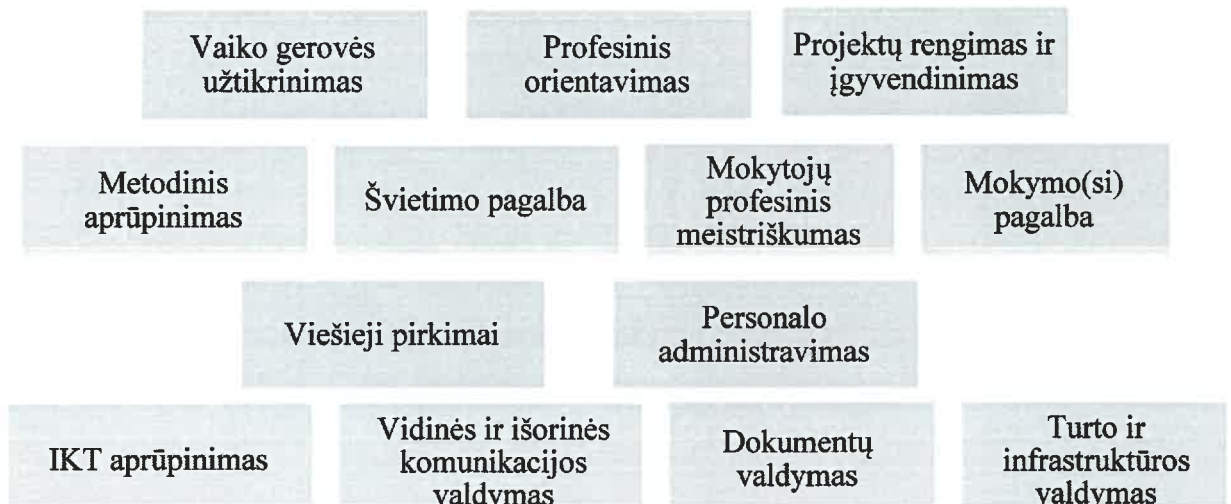 Vaiko gerovės
užtikrinimas
Profesinis
orientavimas
Projektų rengimas ir
įgyvendinimas
Metodinis
aprūpinimas
Švietimo pagalba
Mokytojų
profesinis
meistriškumas
Mokymo(si)
pagalba
Viešieji pirkimai
Personalo
administravimas
IKT aprūpinimas
Vidinės ir išorinės
komunikacijos
valdymas
Dokumentų
valdymas
Turto ir
infrastruktūros
valdymas